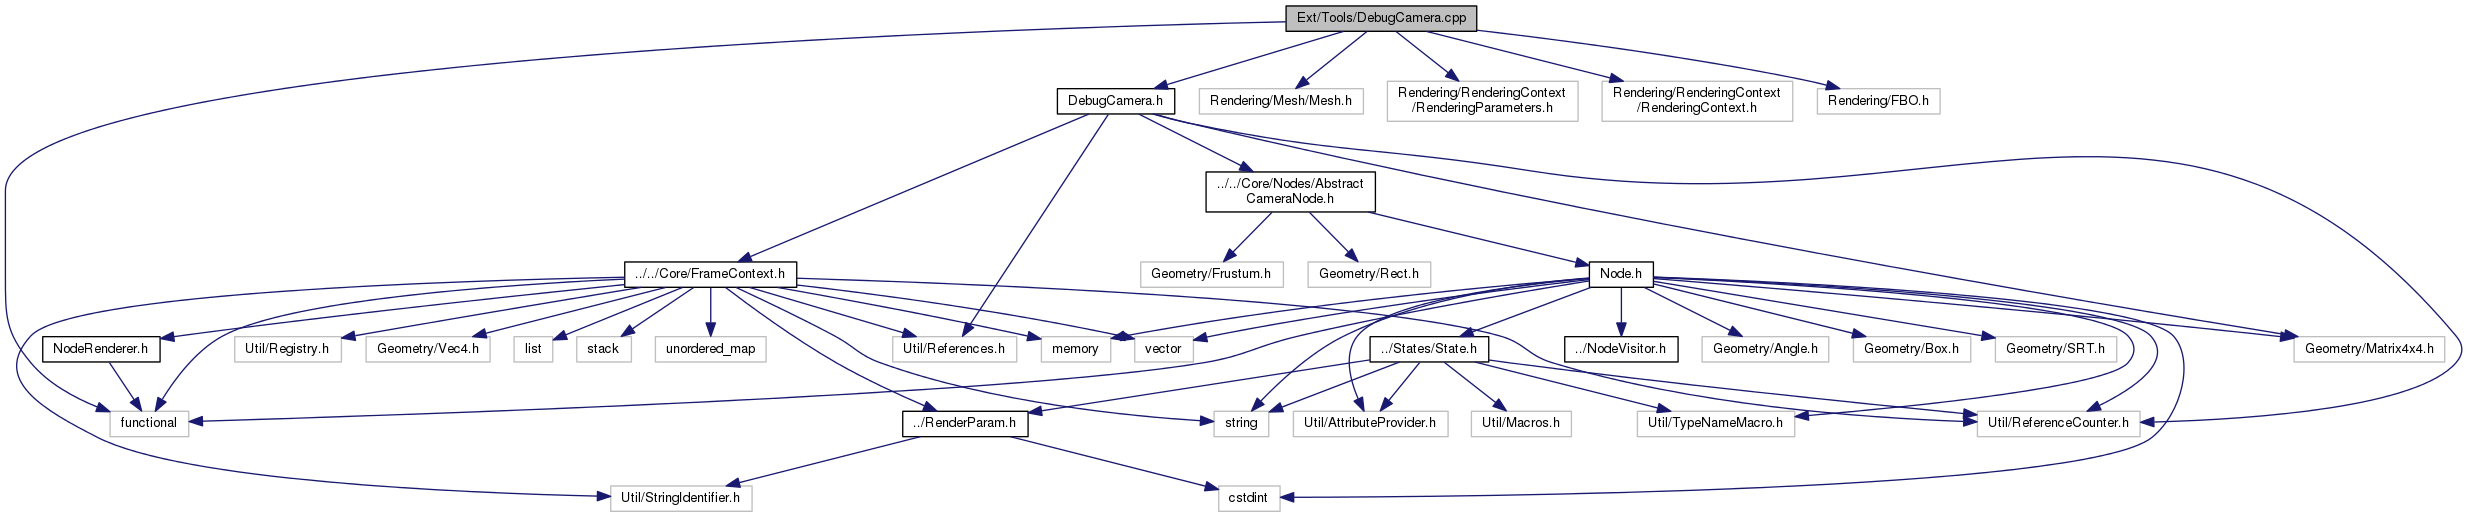 Ext/Tools/DebugCamera.cpp
DebugCamera.h
Rendering/Mesh/Mesh.h
Rendering/RenderingContext
/RenderingParameters.h
Rendering/RenderingContext
/RenderingContext.h
Rendering/FBO.h
../../Core/Nodes/Abstract
CameraNode.h
../../Core/FrameContext.h
Geometry/Frustum.h
Geometry/Rect.h
Node.h
NodeRenderer.h
Util/Registry.h
Geometry/Vec4.h
list
stack
unordered_map
Util/References.h
memory
vector
../States/State.h
../NodeVisitor.h
Geometry/Angle.h
Geometry/Box.h
Geometry/SRT.h
Geometry/Matrix4x4.h
functional
../RenderParam.h
string
Util/AttributeProvider.h
Util/Macros.h
Util/TypeNameMacro.h
Util/ReferenceCounter.h
Util/StringIdentifier.h
cstdint